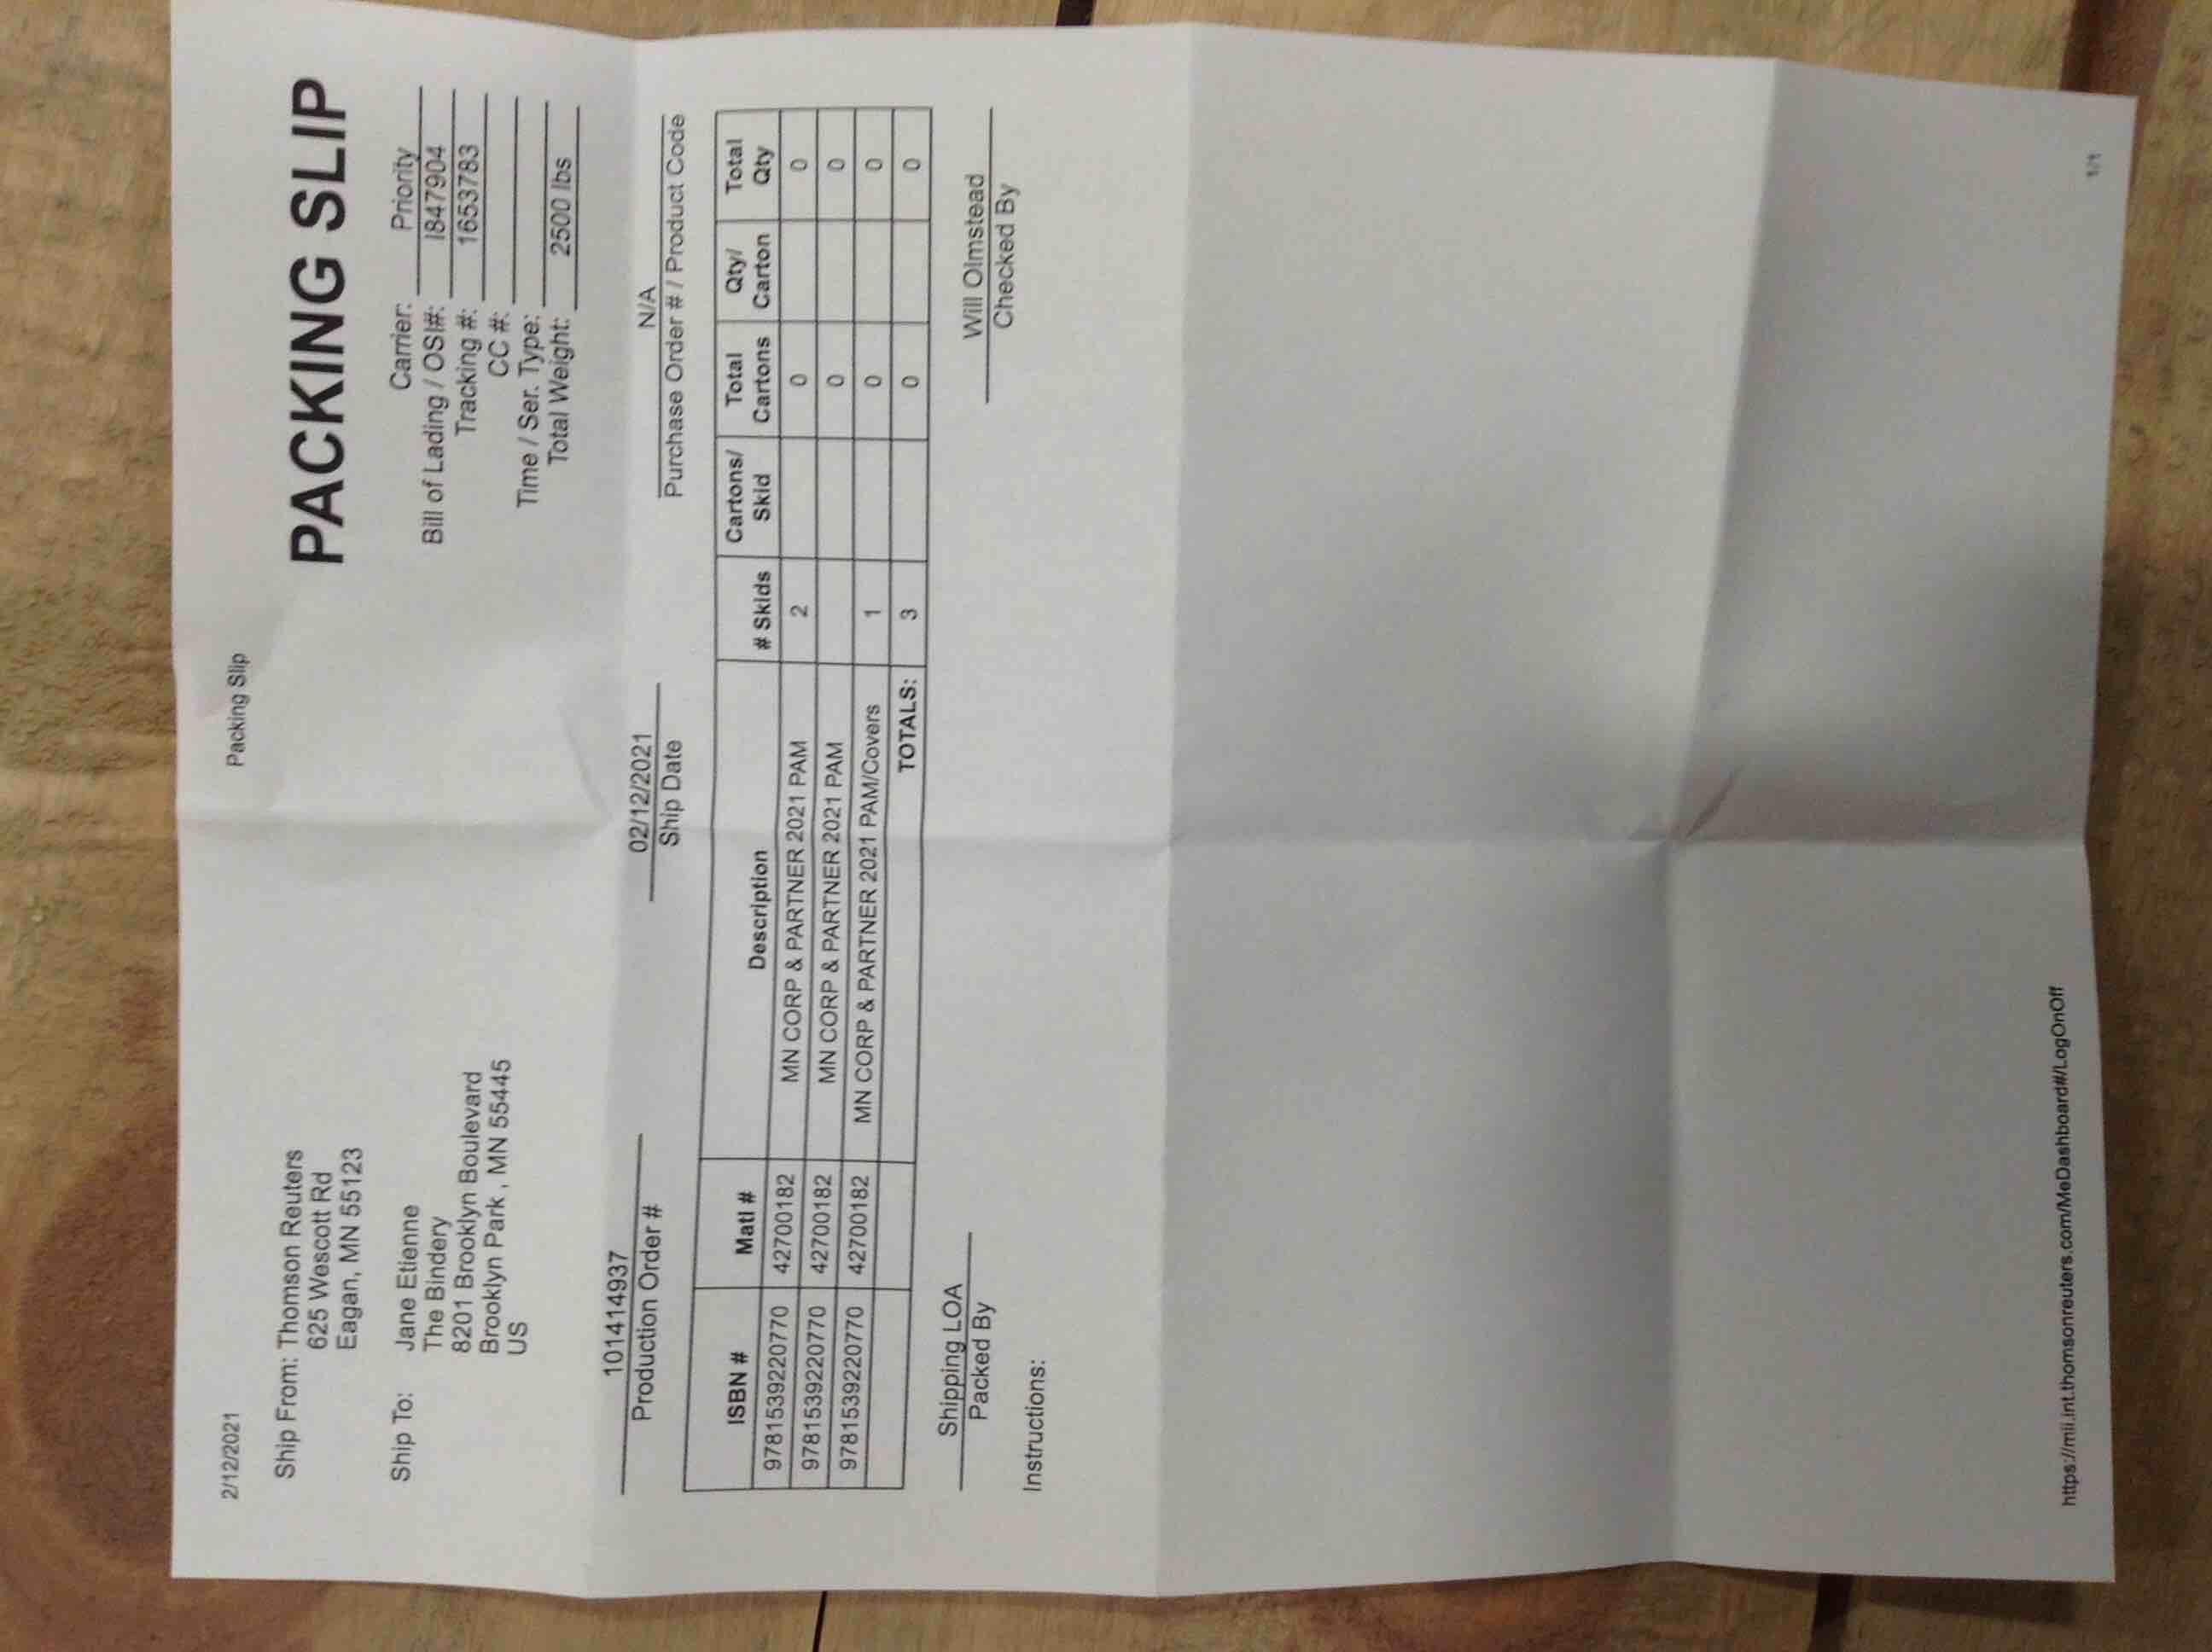 2/12/2021 Packing Slip
PACKING SLIP
Ship From: Thomson Reuters
625 Wescott Rd
Eagan, MN 55123
Ship To: Jane Etienne
The Bindery
8201 Brooklyn Boulevard
Brooklyn Park , MN 55445
US
Carrier: Priority
Bill of Lading / OSI#: I847904
Tracking #: 1653783
CC #:
Time / Ser. Type:
Total Weight: 2500 lbs
101414937 02/12/2021 N/A
Production Order # Ship Date Purchase Order # / Product Code
ISBN # Matl # Description # Skids Cartons/ Skid Total Cartons Qty/ Carton Total Qty
9781539220770 42700182 MN CORP & PARTNER 2021 PAM 2 0 0
9781539220770 42700182 MN CORP & PARTNER 2021 PAM 0 0
9781539220770 42700182 MN CORP & PARTNER 2021 PAM/Covers 1 0 0
TOTALS: 3 0 0
Shipping LOA Will Olmstead
Packed By Checked By
Instructions:
https://mii.int.thomsonreuters.com/MeDashboard#/LogOnOff 1/1